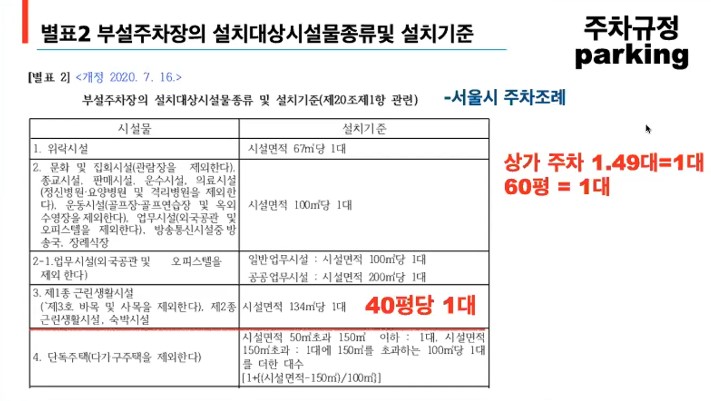 별표2 부설주차장의 설치대상시설물종류및 설치기준
주차규정
parking
[별표 2] <개정 2020. 7. 16.>
부설주차장의 설치대상시설물종류 및 설치기준(제20조제1항 관련)
-서울시 주차조례
시설물
설치기준
1. 위락시설
시설면적 67㎡당 1대
2. 문화 및 집회시설(관람장을 제외한다).
종교시설, 판매시설, 운수시설, 의료시설
(정신병원·요양병원 및 격리병원을 제외한
다). 운동시설(골프장·골프연습장 및 옥외
수영장을 제외한다). 업무시설(외국공관 및
오피스텔을 제외한다). 방송통신시설중 방
송국, 장례식장
시설면적 100㎡당 1대
2-1.업무시설(외국공관 및 오피스텔을
제외 한다)
일반업무시설 : 시설면적 100㎡당 1대
공공업무시설 : 시설면적 200㎡당 1대
3. 제1종 근린생활시설
(「제3호 바목 및 사목을 제외한다). 제2종
근린생활시설, 숙박시설
시설면적 134㎡당 1대
40평당 1대
4. 단독주택(다가구주택을 제외한다)
시설면적 50㎡초과 150㎡ 이하 : 1대, 시설면적
150㎡초과 : 1대에 150㎡를 초과하는 100㎡당 1대
를 더한 대수
[1+{(시설면적-150㎡)/100㎡}]
상가 주차 1.49대=1대
60평 = 1대